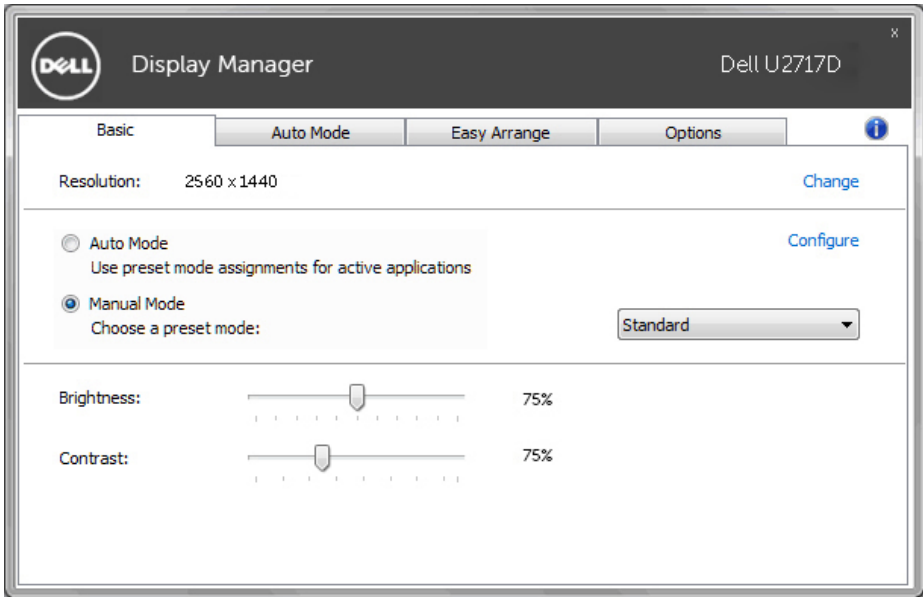 DELL
Display Manager
Dell U2717D
x
Basic
Auto Mode
Easy Arrange
Options
i
Resolution: 2560 x 1440
Change
Auto Mode
Configure
Use preset mode assignments for active applications
Manual Mode
Choose a preset mode:
Standard
Brightness: 75%
Contrast: 75%